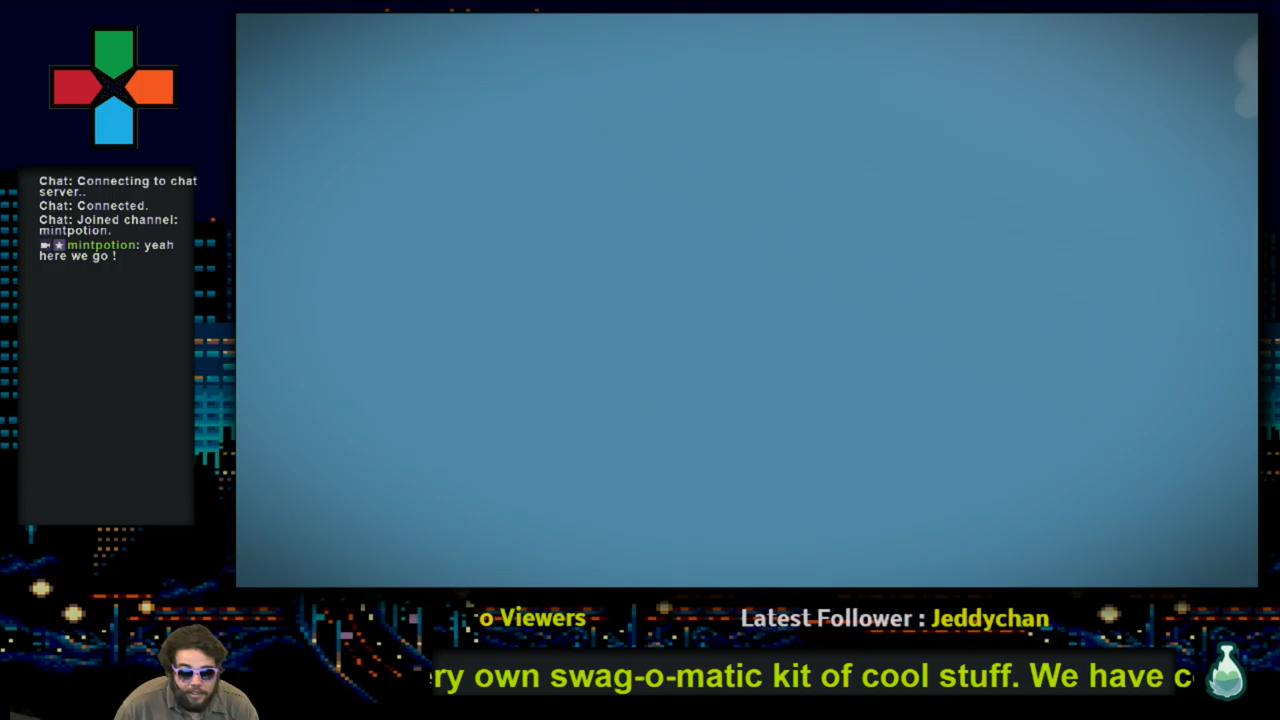 Chat: Connecting to chat
server..
Chat: Connected.
Chat: Joined channel:
mintpotion.
mintpotion: yeah
here we go !
o Viewers
Latest Follower : Jeddychan
ry own swag-o-matic kit of cool stuff. We have c